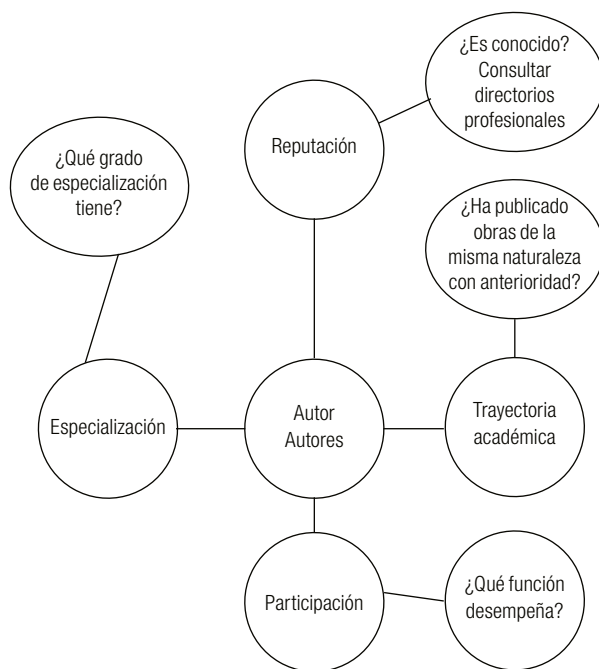 ¿Es conocido?
Consultar
directorios
profesionales
Reputación
¿Qué grado
de especialización
tiene?
¿Ha publicado
obras de la
misma naturaleza
con anterioridad?
Especialización
Autor
Autores
Trayectoria
académica
Participación
¿Qué función
desempeña?